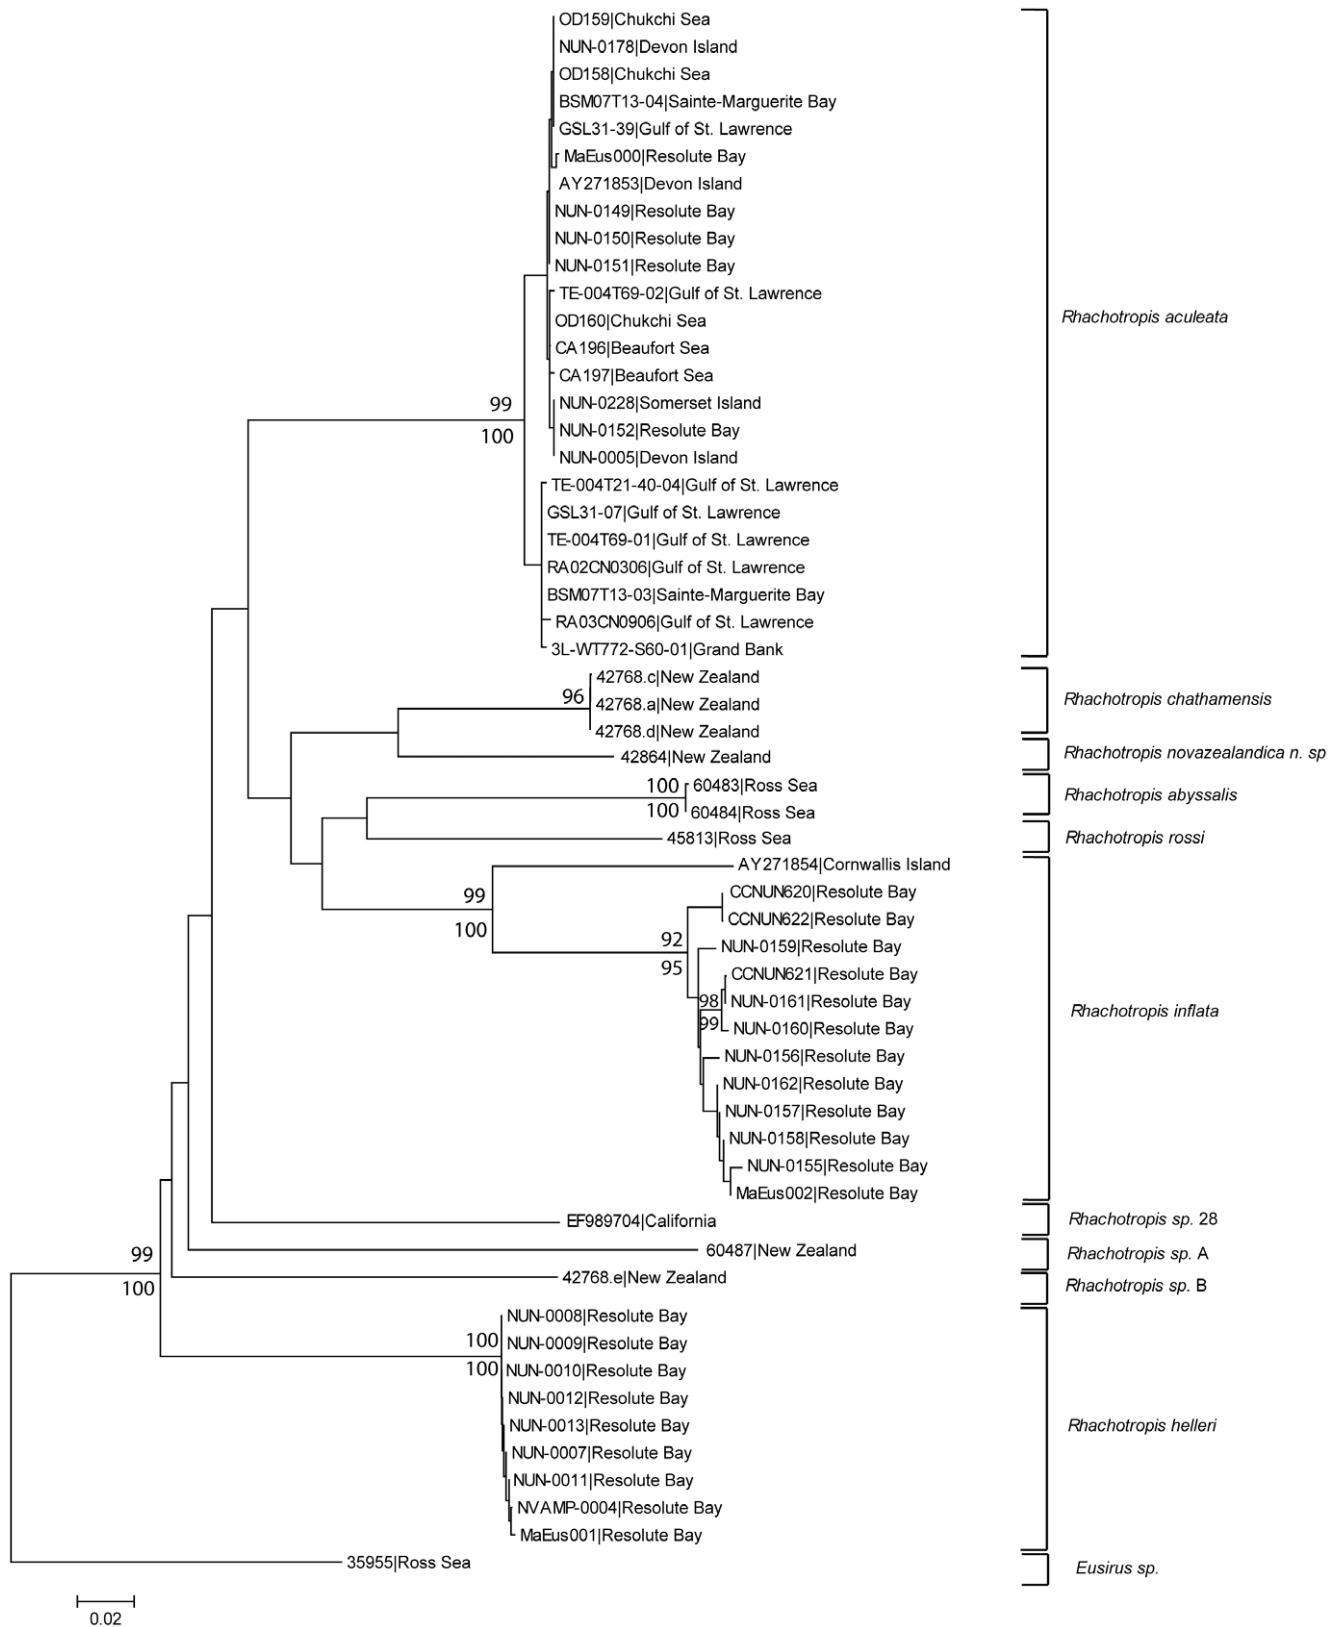 OD159|Chukchi Sea
NUN-0178|Devon Island
OD158|Chukchi Sea
BSM07T13-04|Sainte-Marguerite Bay
GSL31-39|Gulf of St. Lawrence
MaEus000|Resolute Bay
AY271853|Devon Island
NUN-0149|Resolute Bay
NUN-0150|Resolute Bay
NUN-0151|Resolute Bay
TE-004T69-02|Gulf of St. Lawrence
Rhachotropis aculeata
OD160|Chukchi Sea
CA196|Beaufort Sea
CA197|Beaufort Sea
99
NUN-0228|Somerset Island
100
NUN-0152|Resolute Bay
NUN-0005|Devon Island
TE-004T21-40-04|Gulf of St. Lawrence
GSL31-07|Gulf of St. Lawrence
TE-004T69-01|Gulf of St. Lawrence
RA02CN0306|Gulf of St. Lawrence
BSM07T13-03|Sainte-Marguerite Bay
RA03CN0906|Gulf of St. Lawrence
3L-WT772-S60-01|Grand Bank
42768.c|New Zealand
96
42768.a|New Zealand
Rhachotropis chathamensis
42768.d|New Zealand
42864|New Zealand
Rhachotropis novazealandica n. sp
100
60483|Ross Sea
Rhachotropis abyssalis
100
60484|Ross Sea
45813|Ross Sea
Rhachotropis rossi
AY271854|Cornwallis Island
99
100
CCNUN620|Resolute Bay
CCNUN622|Resolute Bay
92
95
NUN-0159|Resolute Bay
CCNUN621|Resolute Bay
98
99
NUN-0161|Resolute Bay
Rhachotropis inflata
NUN-0160|Resolute Bay
NUN-0156|Resolute Bay
NUN-0162|Resolute Bay
NUN-0157|Resolute Bay
NUN-0158|Resolute Bay
NUN-0155|Resolute Bay
MaEus002|Resolute Bay
EF989704|California
Rhachotropis sp. 28
60487|New Zealand
Rhachotropis sp. A
99
100
42768.e|New Zealand
Rhachotropis sp. B
NUN-0008|Resolute Bay
100
NUN-0009|Resolute Bay
100
NUN-0010|Resolute Bay
NUN-0012|Resolute Bay
NUN-0013|Resolute Bay
Rhachotropis helleri
NUN-0007|Resolute Bay
NUN-0011|Resolute Bay
NVAMP-0004|Resolute Bay
MaEus001|Resolute Bay
35955|Ross Sea
Eusirus sp.
0.02